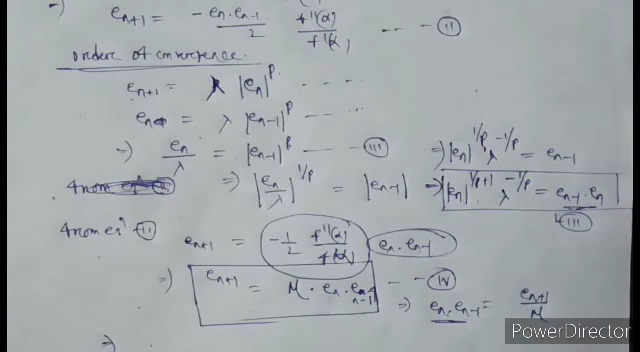 ⇒ e_{n+1} = - e_n . e_{n-1} / 2   f''(α) / f'(α) --- - (II)
order of convergence
e_{n+1} = λ |e_n|^p - - - -
e_n = λ |e_{n-1}|^p - - - -
⇒ e_n / λ = |e_{n-1}|^p --- - (III)   ⇒ |e_n|^{1/p} λ^{-1/p} = e_{n-1}
⇒ |e_n / λ|^{1/p} = |e_{n-1}|   ⇒ |e_n|^{1/p+1} λ^{-1/p} = e_{n-1} . e_n
(III)
from eqn (II)
e_{n+1} = - 1/2 f''(α) / f'(α) e_n . e_{n-1}
⇒ e_{n+1} = M . e_n . e_{n-1} - - (IV)
⇒ e_n . e_{n-1} = e_{n+1} / M
⇒
PowerDirector